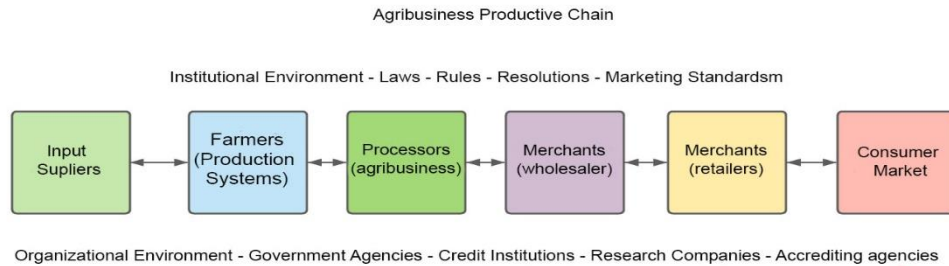 Agribusiness Productive Chain
Institutional Environment - Laws - Rules - Resolutions - Marketing Standardsm
Input
Supliers
Farmers
(Production
Systems)
Processors
(agribusiness)
Merchants
(wholesaler)
Merchants
(retailers)
Consumer
Market
Organizational Environment - Government Agencies - Credit Institutions - Research Companies - Accrediting agencies